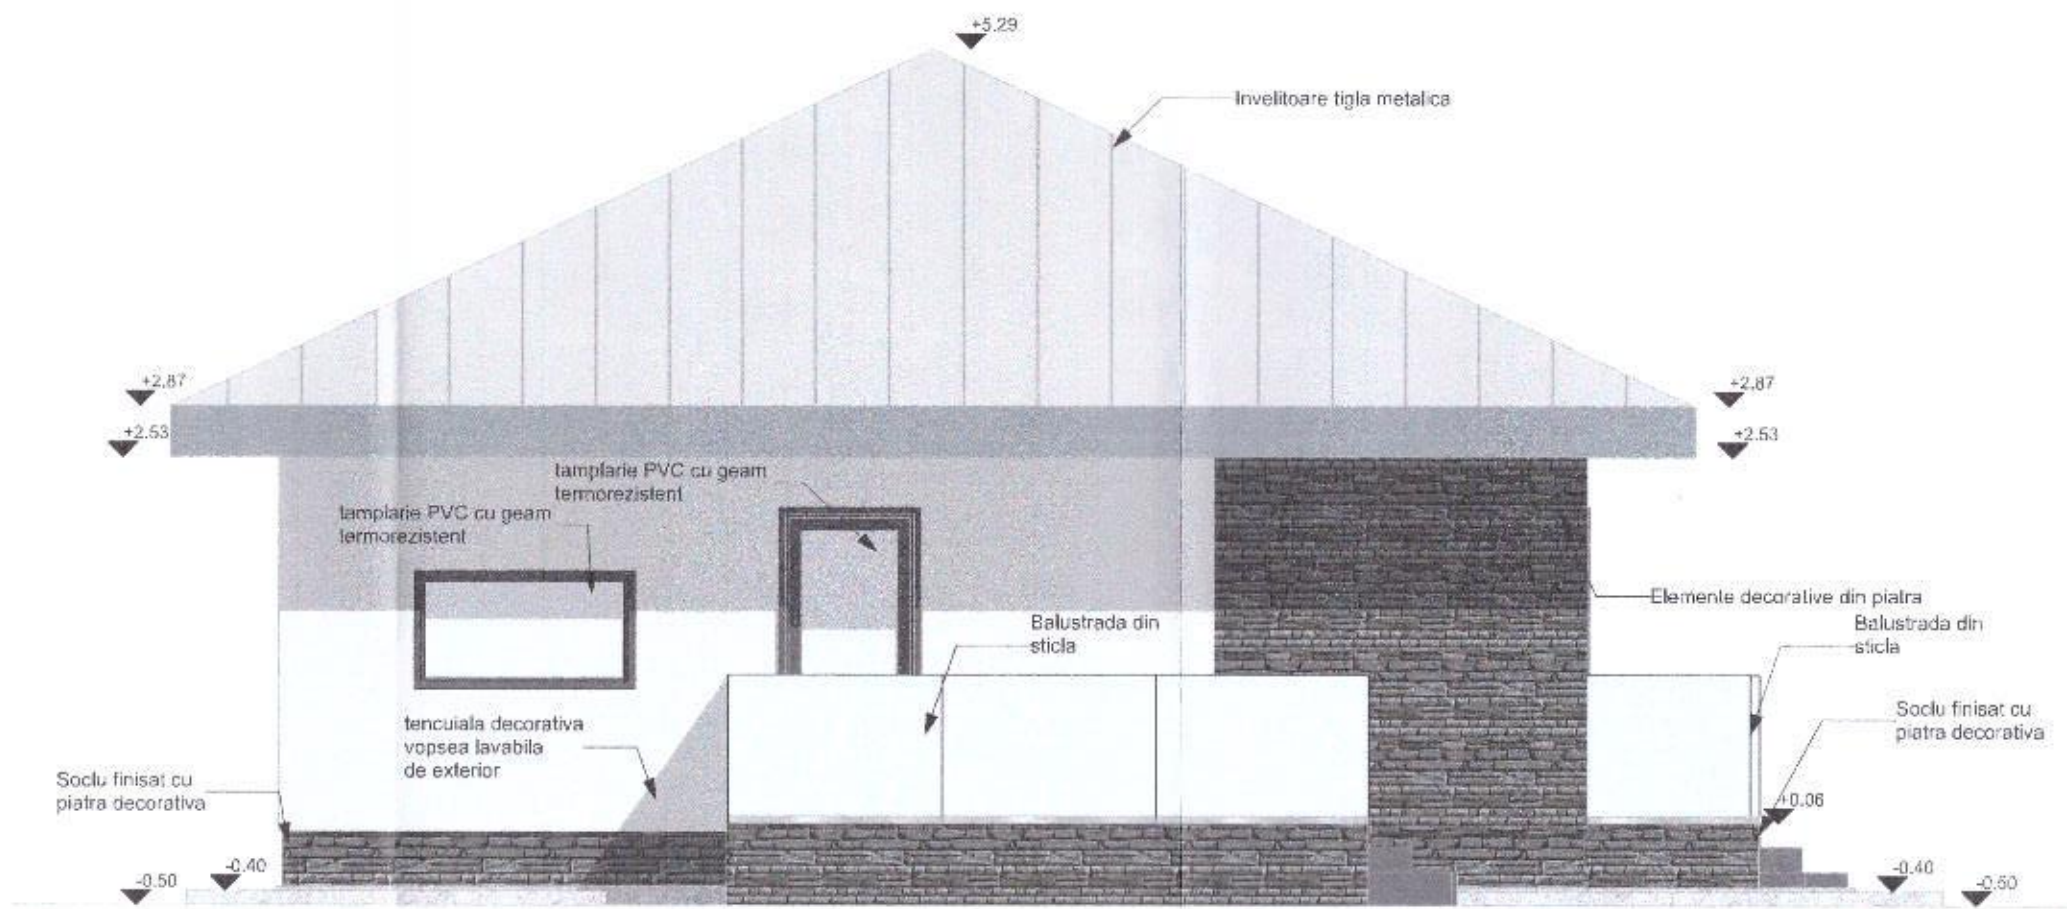 +5.29
Invelitoare tigla metalica
+2.87
+2.87
+2.53
+2.53
tamplarie PVC cu geam
termorezistent
tamplarie PVC cu geam
termorezistent
Elemente decorative din piatra
Balustrada din
sticla
Balustrada din
sticla
tencuiala decorativa
vopsea lavabila
de exterior
Soclu finisat cu
piatra decorativa
Soclu finisat cu
piatra decorativa
+0.06
-0.40
-0.50
-0.40
-0.50